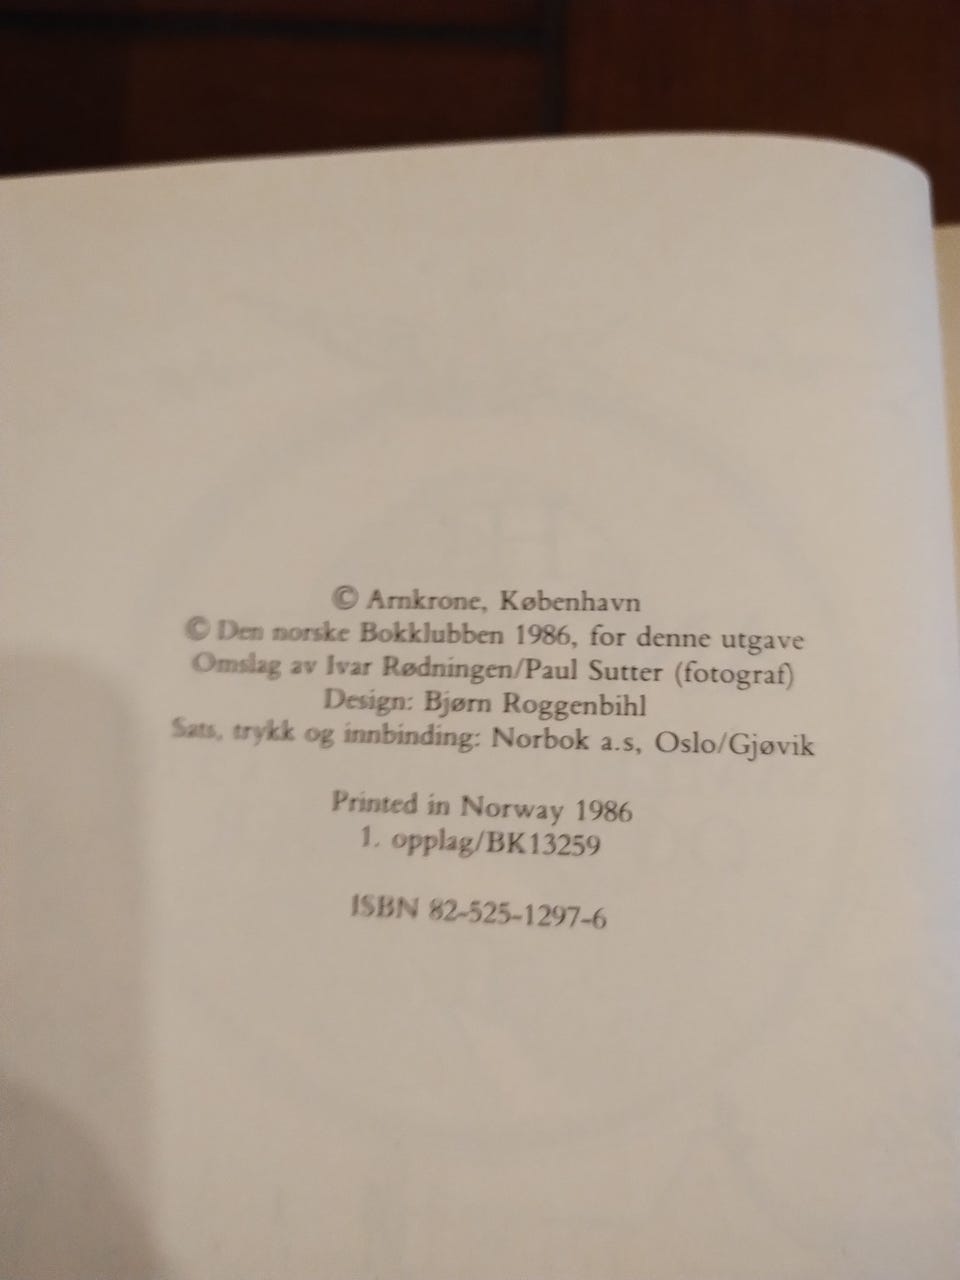 © Arnkrone, København
© Den norske Bokklubben 1986, for denne utgave
Omslag av Ivar Rødningen/Paul Sutter (fotograf)
Design: Bjørn Roggenbihl
Sats, trykk og innbinding: Norbok a.s, Oslo/Gjøvik
Printed in Norway 1986
1. opplag/BK13259
ISBN 82-525-1297-6